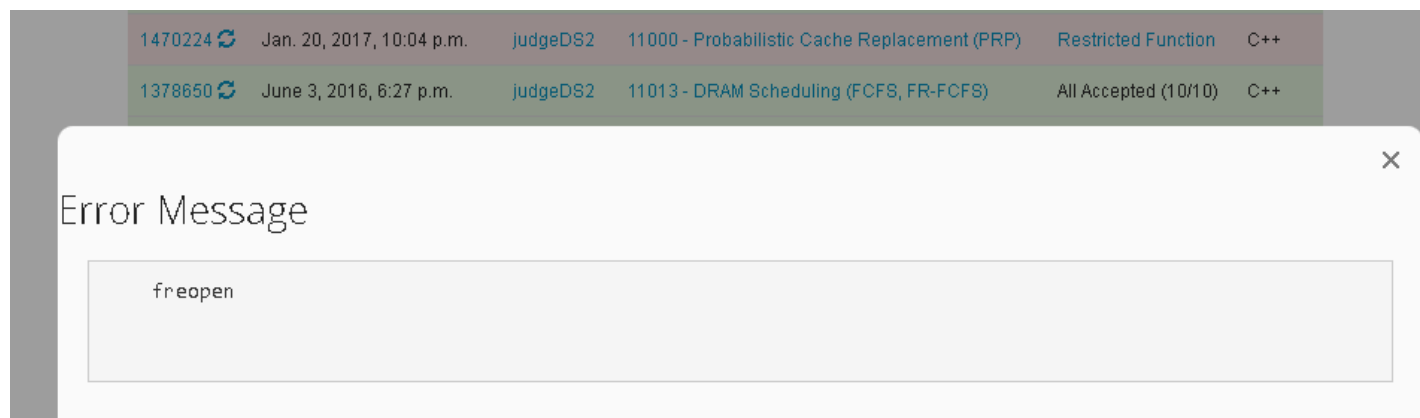 1470224 Jan. 20, 2017, 10:04 p.m. judgeDS2 11000 - Probabilistic Cache Replacement (PRP) Restricted Function C++
1378650 June 3, 2016, 6:27 p.m. judgeDS2 11013 - DRAM Scheduling (FCFS, FR-FCFS) All Accepted (10/10) C++
Error Message
freopen